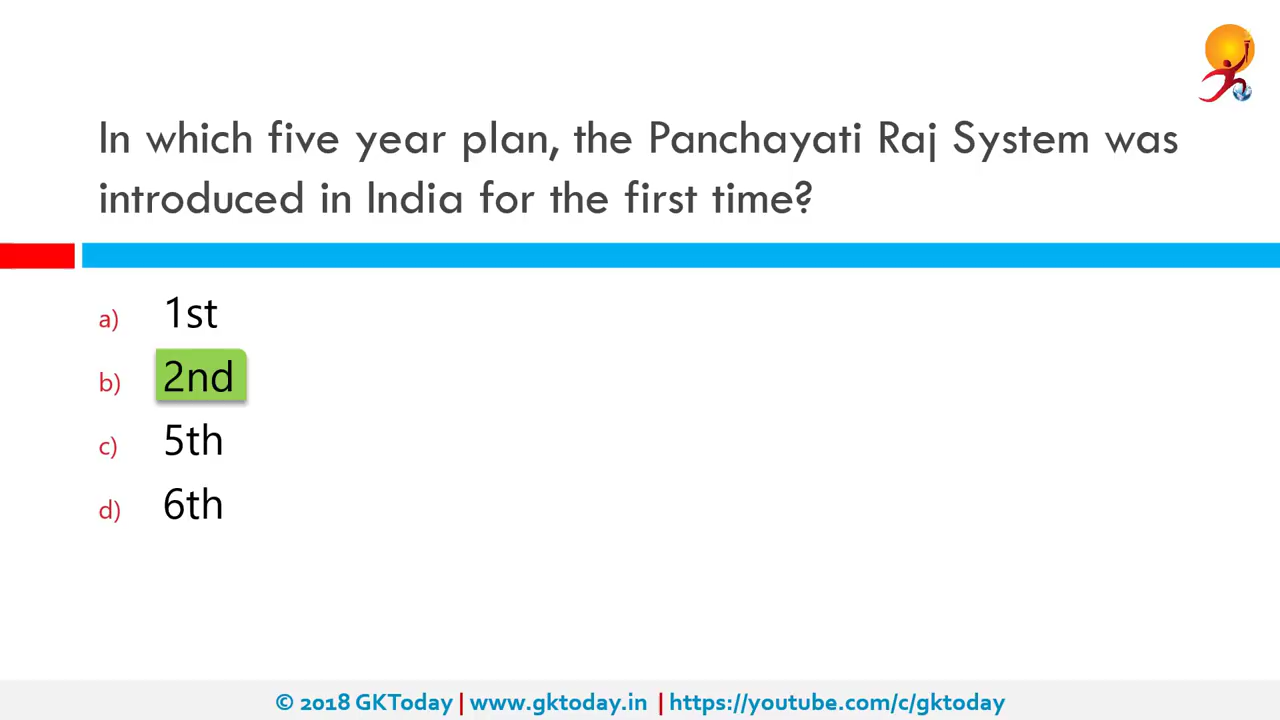 In which five year plan, the Panchayati Raj System was
introduced in India for the first time?
a) 1st
b) 2nd
c) 5th
d) 6th
© 2018 GKToday | www.gktoday.in | https://youtube.com/c/gktoday